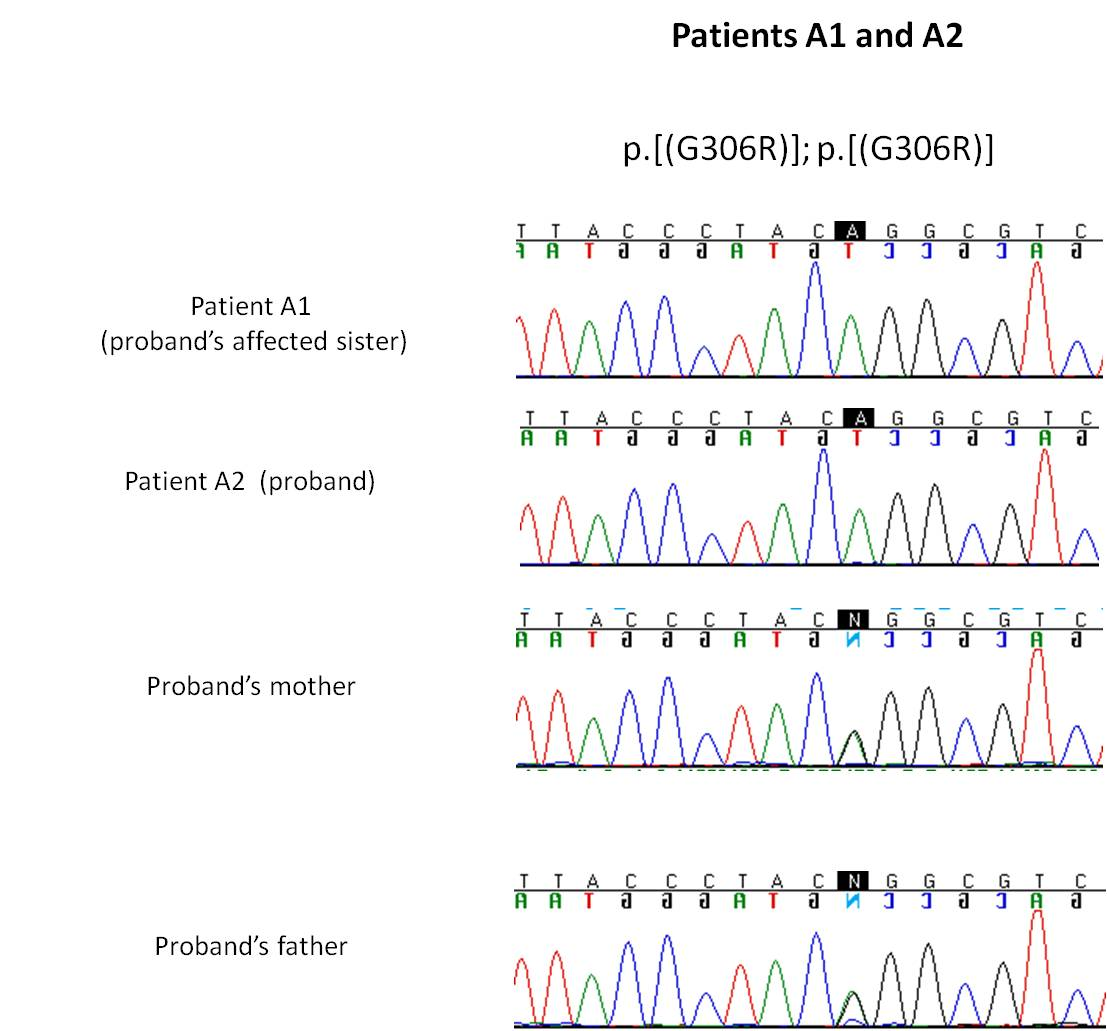 Patients A1 and A2
p.[(G306R)]; p.[(G306R)]
T T A C C C T A C A G G C G T C
A A T G G G A T G T C C G C A G
Patient A1
(proband's affected sister)
T T A C C C T A C A G G C G T C
A A T G G G A T G T C C G C A G
Patient A2 (proband)
T T A C C C T A C N G G C G T C
A A T G G G A T G N C C G C A G
Proband's mother
T T A C C C T A C N G G C G T C
A A T G G G A T G N C C G C A G
Proband's father